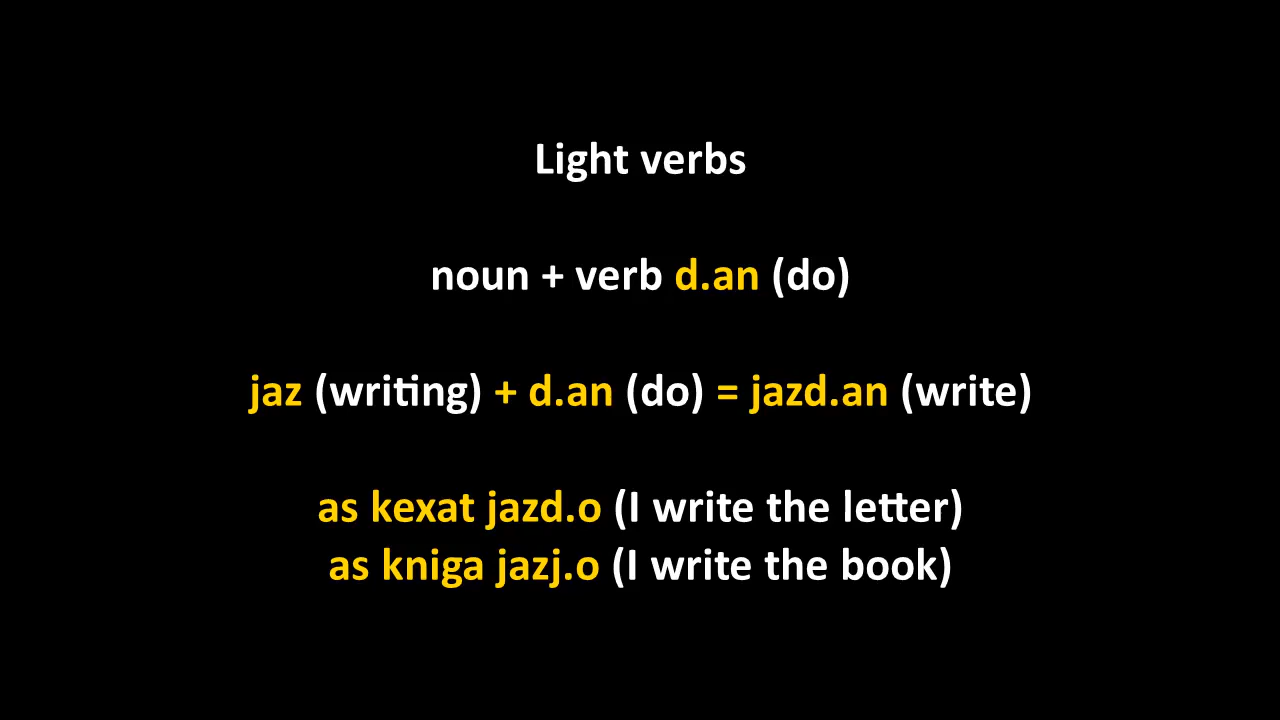 Light verbs
noun + verb d.an (do)
jaz (writing) + d.an (do) = jazd.an (write)
as kexat jazd.o (I write the letter)
as kniga jazj.o (I write the book)